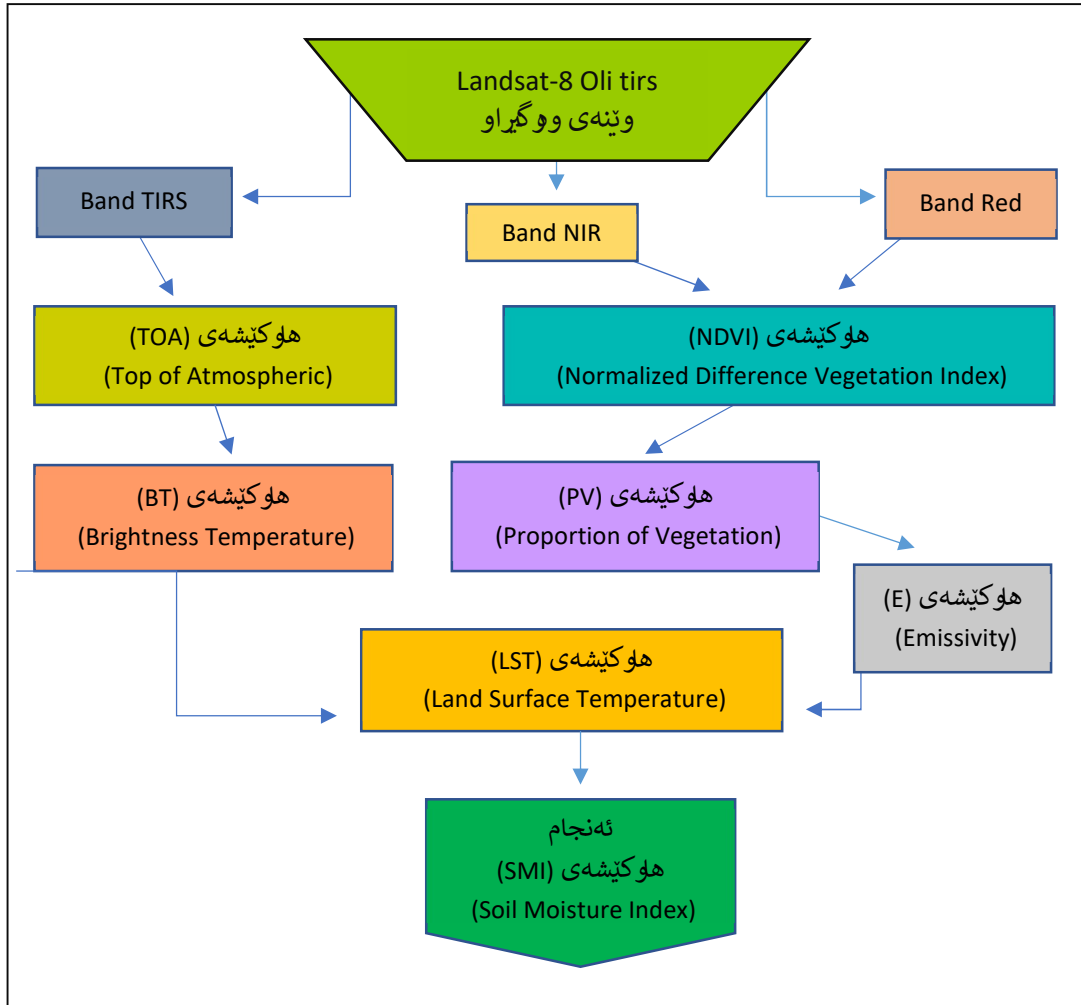 Landsat-8 Oli tirs
وێنەی وەرگیراو
Band TIRS
Band NIR
Band Red
هاوکێشەی (TOA)
(Top of Atmospheric)
هاوکێشەی (NDVI)
(Normalized Difference Vegetation Index)
هاوکێشەی (BT)
(Brightness Temperature)
هاوکێشەی (PV)
(Proportion of Vegetation)
هاوکێشەی (E)
(Emissivity)
هاوکێشەی (LST)
(Land Surface Temperature)
ئەنجام
هاوکێشەی (SMI)
(Soil Moisture Index)